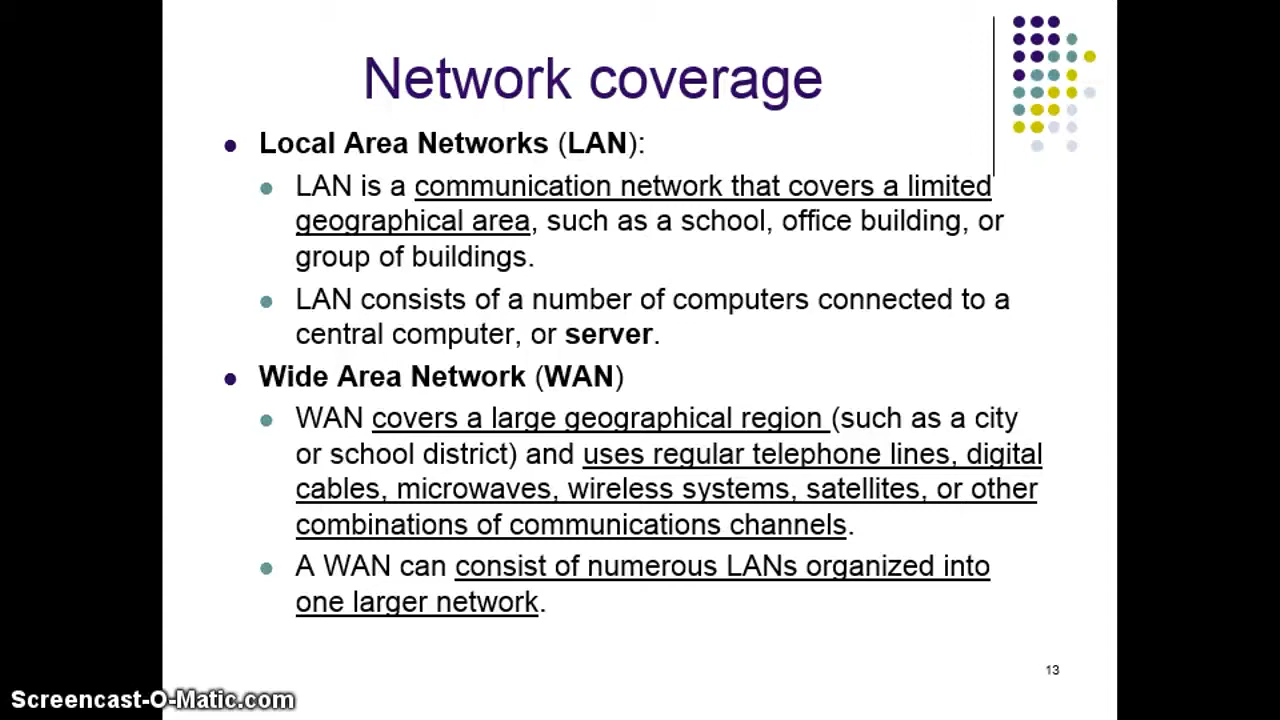 Network coverage
Local Area Networks (LAN):
LAN is a communication network that covers a limited
geographical area, such as a school, office building, or
group of buildings.
LAN consists of a number of computers connected to a
central computer, or server.
Wide Area Network (WAN)
WAN covers a large geographical region (such as a city
or school district) and uses regular telephone lines, digital
cables, microwaves, wireless systems, satellites, or other
combinations of communications channels.
A WAN can consist of numerous LANs organized into
one larger network.
13
Screencast-O-Matic.com